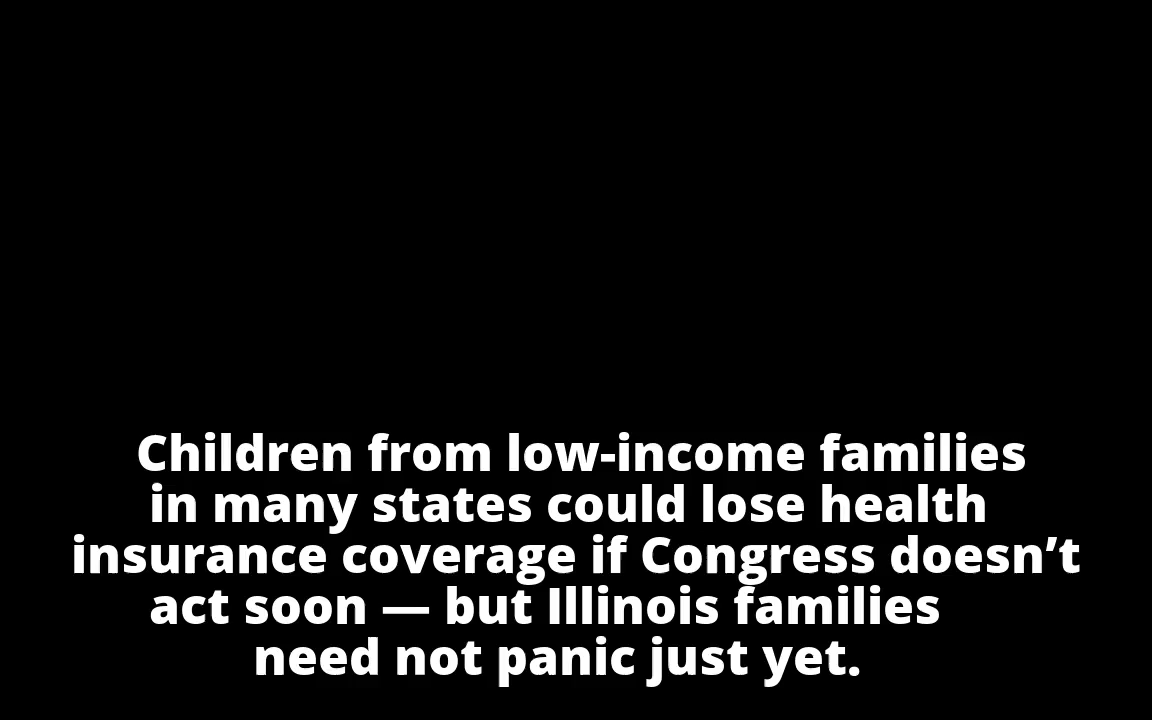 Children from low-income families
in many states could lose health
insurance coverage if Congress doesn’t
act soon — but Illinois families
need not panic just yet.